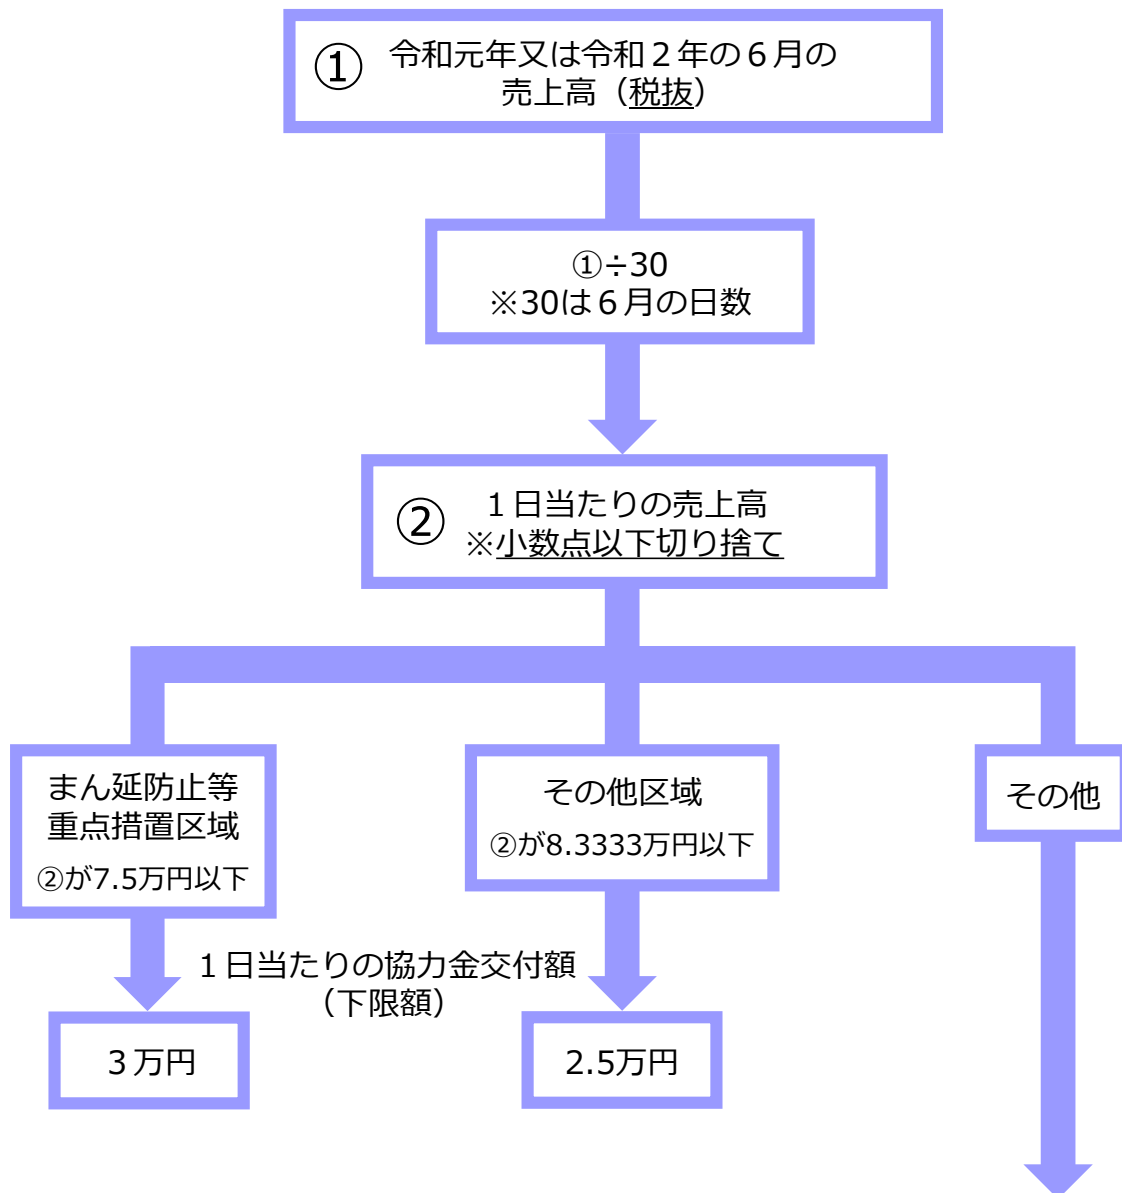 ① 令和元年又は令和２年の６月の
売上高（税抜）
①÷30
※30は６月の日数
② １日当たりの売上高
※小数点以下切り捨て
まん延防止等
重点措置区域
②が7.5万円以下
その他区域
②が8.3333万円以下
その他
１日当たりの協力金交付額
（下限額）
３万円
2.5万円